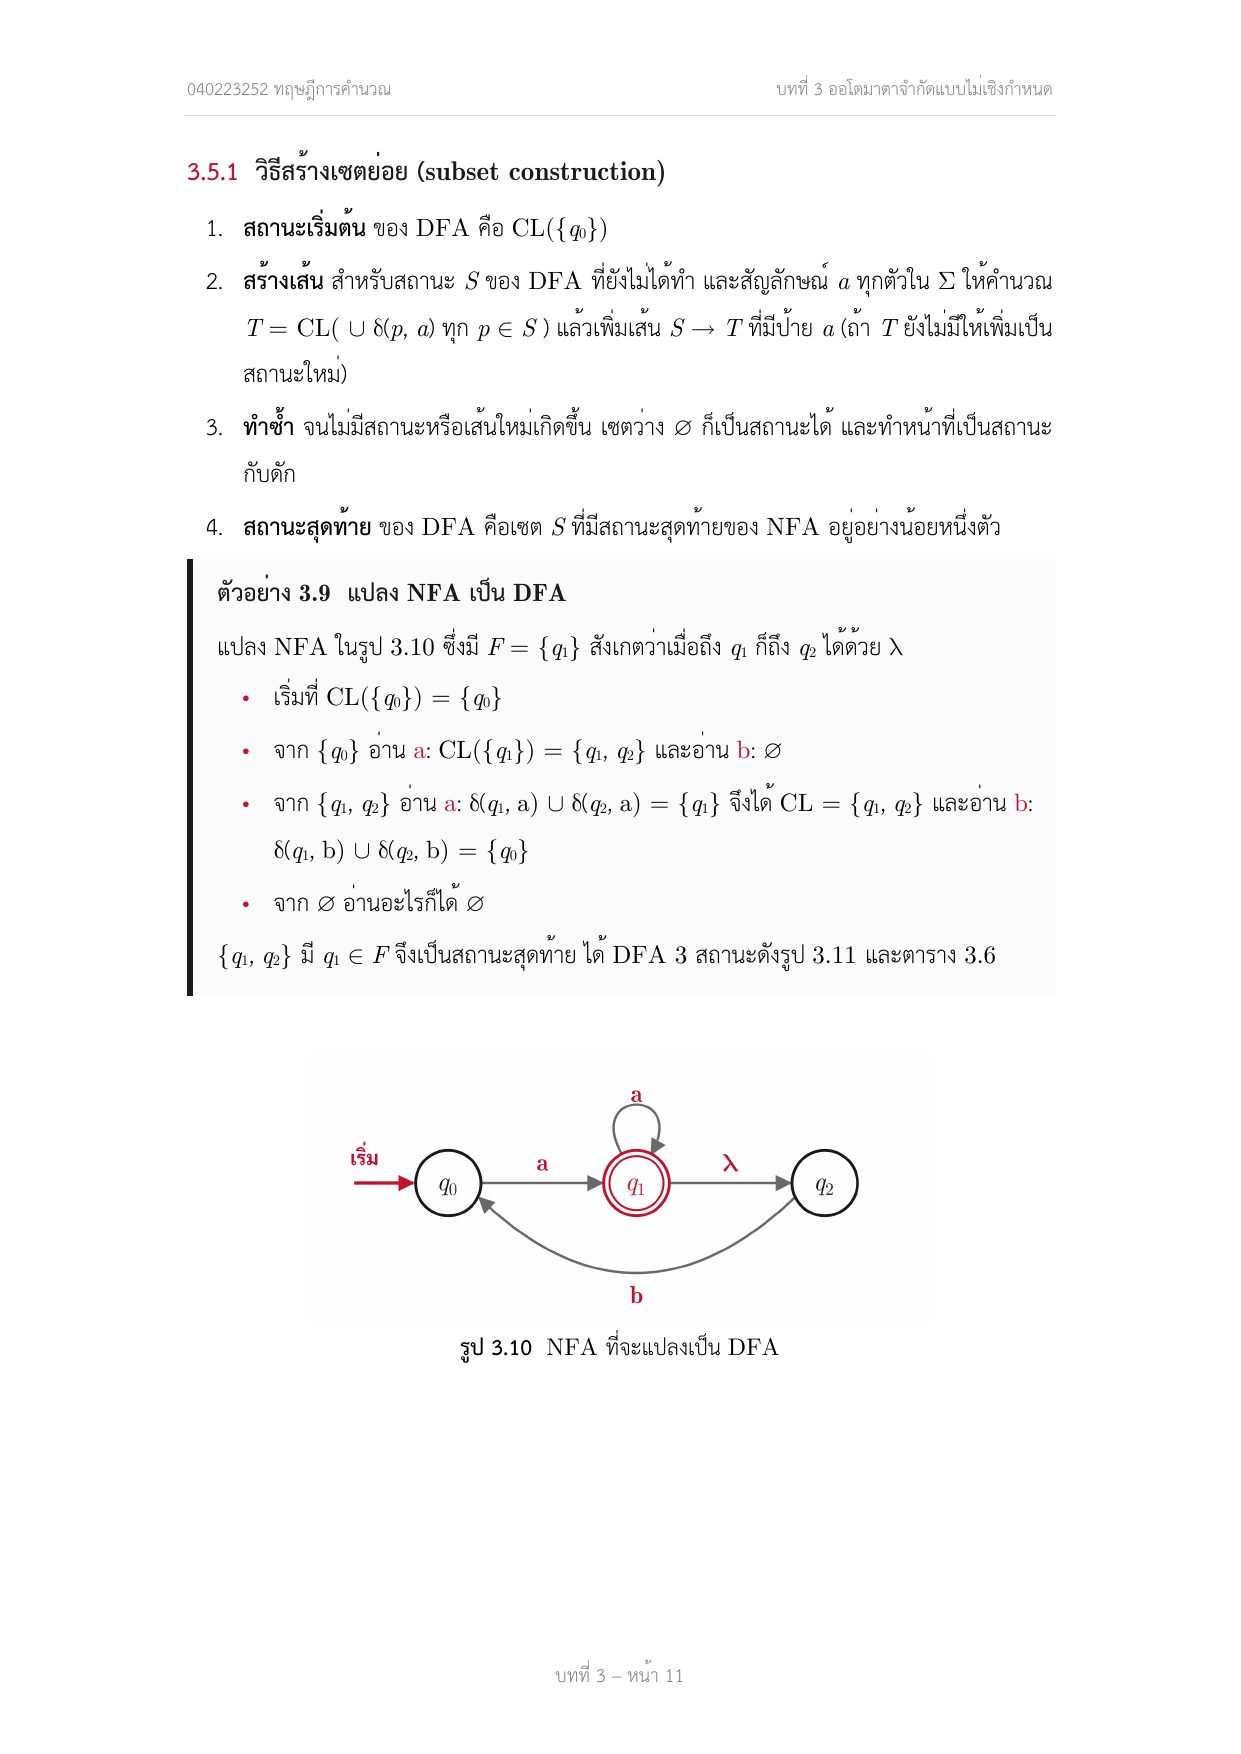 040223252 ทฤษฎีการคำนวณ บทที่ 3 ออโตมาตาจำกัดแบบไม่เชิงกำหนด
3.5.1 วิธีสร้างเซตย่อย (subset construction)
1. สถานะเริ่มต้น ของ DFA คือ CL({q₀})
2. สร้างเส้น สำหรับสถานะ S ของ DFA ที่ยังไม่ได้ทำ และสัญลักษณ์ a ทุกตัวใน Σ ให้คำนวณ
T = CL( ∪ δ(p, a) ทุก p ∈ S ) แล้วเพิ่มเส้น S → T ที่มีป้าย a (ถ้า T ยังไม่มีให้เพิ่มเป็น
สถานะใหม่)
3. ทำซ้ำ จนไม่มีสถานะหรือเส้นใหม่เกิดขึ้น เซตว่าง ∅ ก็เป็นสถานะได้ และทำหน้าที่เป็นสถานะ
กับดัก
4. สถานะสุดท้าย ของ DFA คือเซต S ที่มีสถานะสุดท้ายของ NFA อยู่อย่างน้อยหนึ่งตัว
ตัวอย่าง 3.9 แปลง NFA เป็น DFA
แปลง NFA ในรูป 3.10 ซึ่งมี F = {q₁} สังเกตว่าเมื่อถึง q₁ ก็ถึง q₂ ได้ด้วย λ
• เริ่มที่ CL({q₀}) = {q₀}
• จาก {q₀} อ่าน a: CL({q₁}) = {q₁, q₂} และอ่าน b: ∅
• จาก {q₁, q₂} อ่าน a: δ(q₁, a) ∪ δ(q₂, a) = {q₁} จึงได้ CL = {q₁, q₂} และอ่าน b:
δ(q₁, b) ∪ δ(q₂, b) = {q₀}
• จาก ∅ อ่านอะไรก็ได้ ∅
{q₁, q₂} มี q₁ ∈ F จึงเป็นสถานะสุดท้าย ได้ DFA 3 สถานะดังรูป 3.11 และตาราง 3.6
a
เริ่ม a λ
q₀ q₁ q₂
b
รูป 3.10 NFA ที่จะแปลงเป็น DFA
บทที่ 3 – หน้า 11